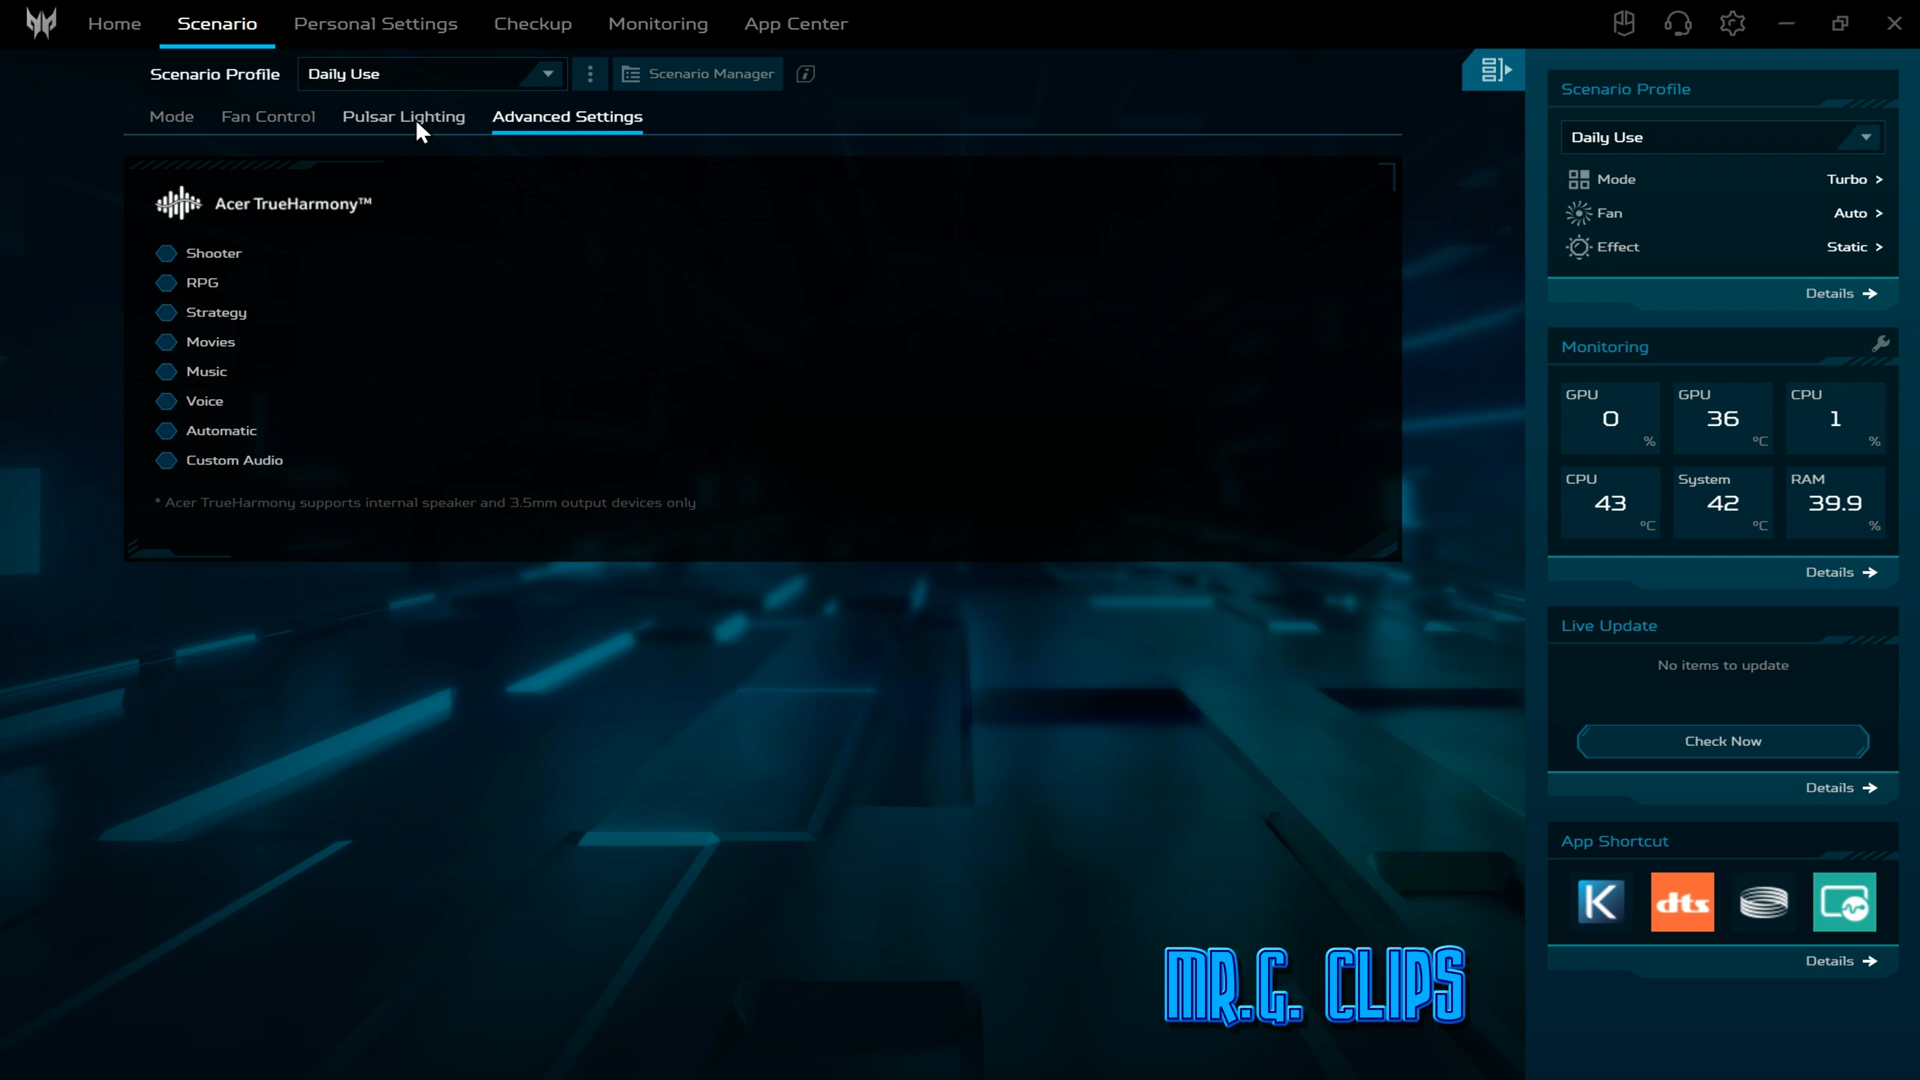 Home Scenario Personal Settings Checkup Monitoring App Center
Scenario Profile Daily Use Scenario Manager
Mode Fan Control Pulsar Lighting Advanced Settings
Acer TrueHarmony™
Shooter
RPG
Strategy
Movies
Music
Voice
Automatic
Custom Audio
* Acer TrueHarmony supports internal speaker and 3.5mm output devices only
Scenario Profile
Daily Use
Mode Turbo >
Fan Auto >
Effect Static >
Details
Monitoring
GPU GPU CPU
0 36 1
% °C %
CPU System RAM
43 42 39.9
°C °C %
Details
Live Update
No items to update
Check Now
Details
App Shortcut
K dts
Details
MR.G. CLIPS